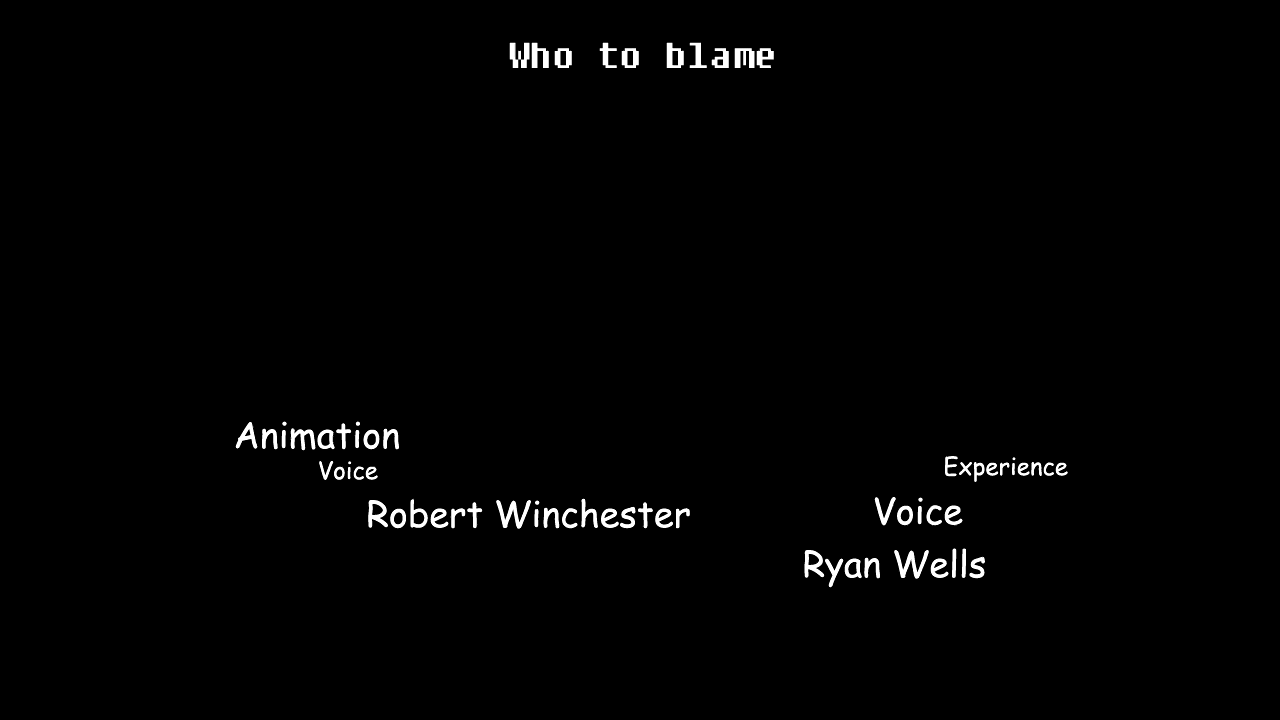 Who to blame
Animation
Voice
Robert Winchester
Experience
Voice
Ryan Wells